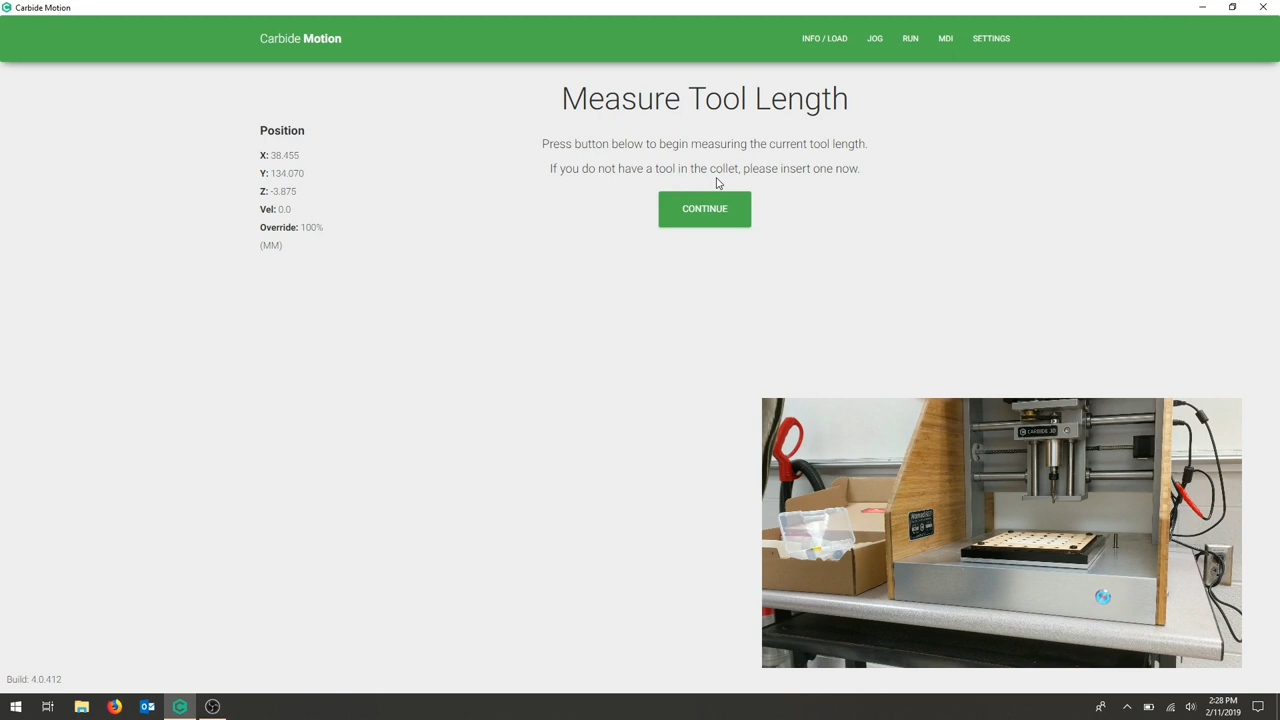 Carbide Motion
Carbide Motion
INFO / LOAD
JOG
RUN
MDI
SETTINGS
Measure Tool Length
Press button below to begin measuring the current tool length.
If you do not have a tool in the collet, please insert one now.
CONTINUE
Position
X: 38.455
Y: 134.070
Z: -3.875
Vel: 0.0
Override: 100%
(MM)
CARBIDE 3D
Build: 4.0.412
2:28 PM
2/11/2019